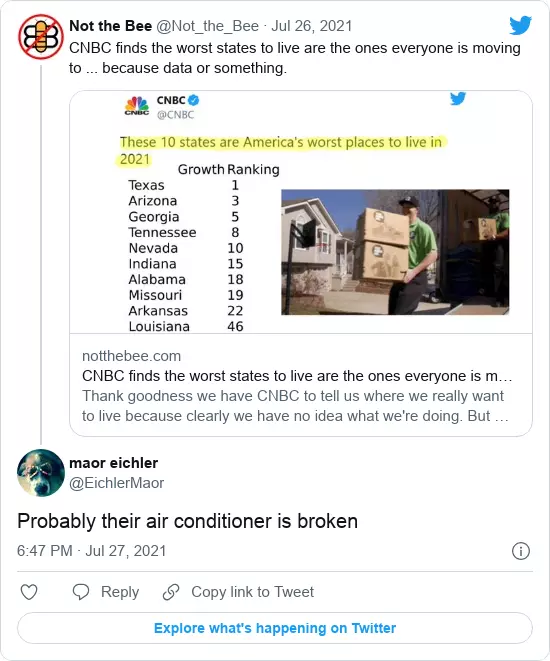 Not the Bee @Not_the_Bee · Jul 26, 2021
CNBC finds the worst states to live are the ones everyone is moving
to ... because data or something.
CNBC
CNBC
@CNBC
These 10 states are America's worst places to live in
2021
Growth Ranking
Texas 1
Arizona 3
Georgia 5
Tennessee 8
Nevada 10
Indiana 15
Alabama 18
Missouri 19
Arkansas 22
Louisiana 46
notthebee.com
CNBC finds the worst states to live are the ones everyone is m...
Thank goodness we have CNBC to tell us where we really want
to live because clearly we have no idea what we're doing. But ...
maor eichler
@EichlerMaor
Probably their air conditioner is broken
6:47 PM · Jul 27, 2021
Reply
Copy link to Tweet
Explore what's happening on Twitter